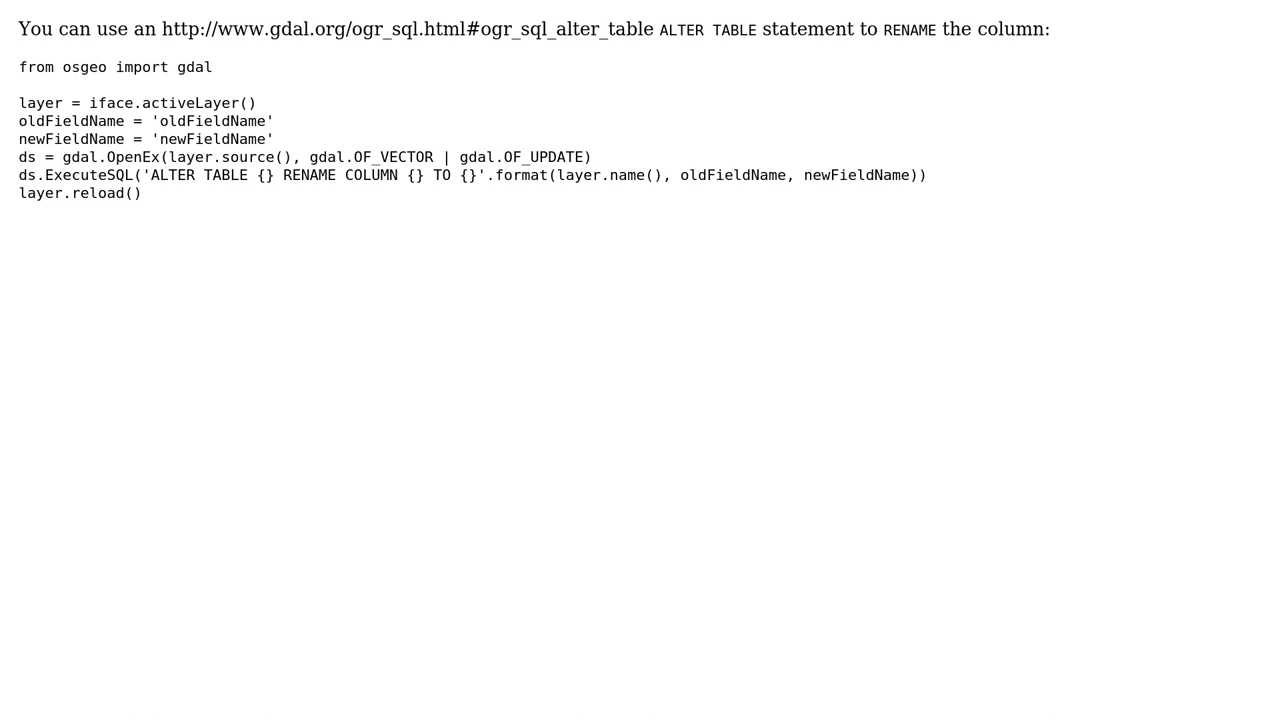 You can use an http://www.gdal.org/ogr_sql.html#ogr_sql_alter_table ALTER TABLE statement to RENAME the column:
from osgeo import gdal
layer = iface.activeLayer()
oldFieldName = 'oldFieldName'
newFieldName = 'newFieldName'
ds = gdal.OpenEx(layer.source(), gdal.OF_VECTOR | gdal.OF_UPDATE)
ds.ExecuteSQL('ALTER TABLE {} RENAME COLUMN {} TO {}'.format(layer.name(), oldFieldName, newFieldName))
layer.reload()